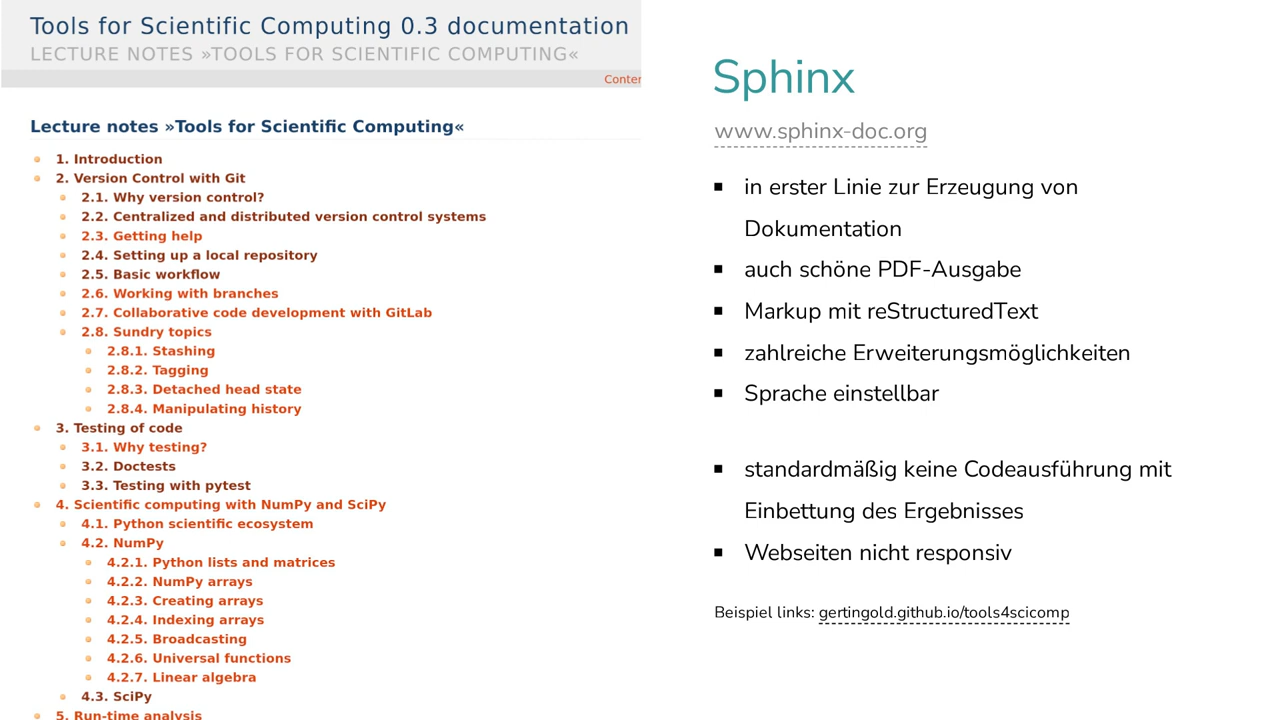 Tools for Scientific Computing 0.3 documentation
LECTURE NOTES »TOOLS FOR SCIENTIFIC COMPUTING«
Lecture notes »Tools for Scientific Computing«
1. Introduction
2. Version Control with Git
2.1. Why version control?
2.2. Centralized and distributed version control systems
2.3. Getting help
2.4. Setting up a local repository
2.5. Basic workflow
2.6. Working with branches
2.7. Collaborative code development with GitLab
2.8. Sundry topics
2.8.1. Stashing
2.8.2. Tagging
2.8.3. Detached head state
2.8.4. Manipulating history
3. Testing of code
3.1. Why testing?
3.2. Doctests
3.3. Testing with pytest
4. Scientific computing with NumPy and SciPy
4.1. Python scientific ecosystem
4.2. NumPy
4.2.1. Python lists and matrices
4.2.2. NumPy arrays
4.2.3. Creating arrays
4.2.4. Indexing arrays
4.2.5. Broadcasting
4.2.6. Universal functions
4.2.7. Linear algebra
4.3. SciPy
5. Run-time analysis
Sphinx
www.sphinx-doc.org
in erster Linie zur Erzeugung von
Dokumentation
auch schöne PDF-Ausgabe
Markup mit reStructuredText
zahlreiche Erweiterungsmöglichkeiten
Sprache einstellbar
standardmäßig keine Codeausführung mit
Einbettung des Ergebnisses
Webseiten nicht responsiv
Beispiel links: gertingold.github.io/tools4scicomp